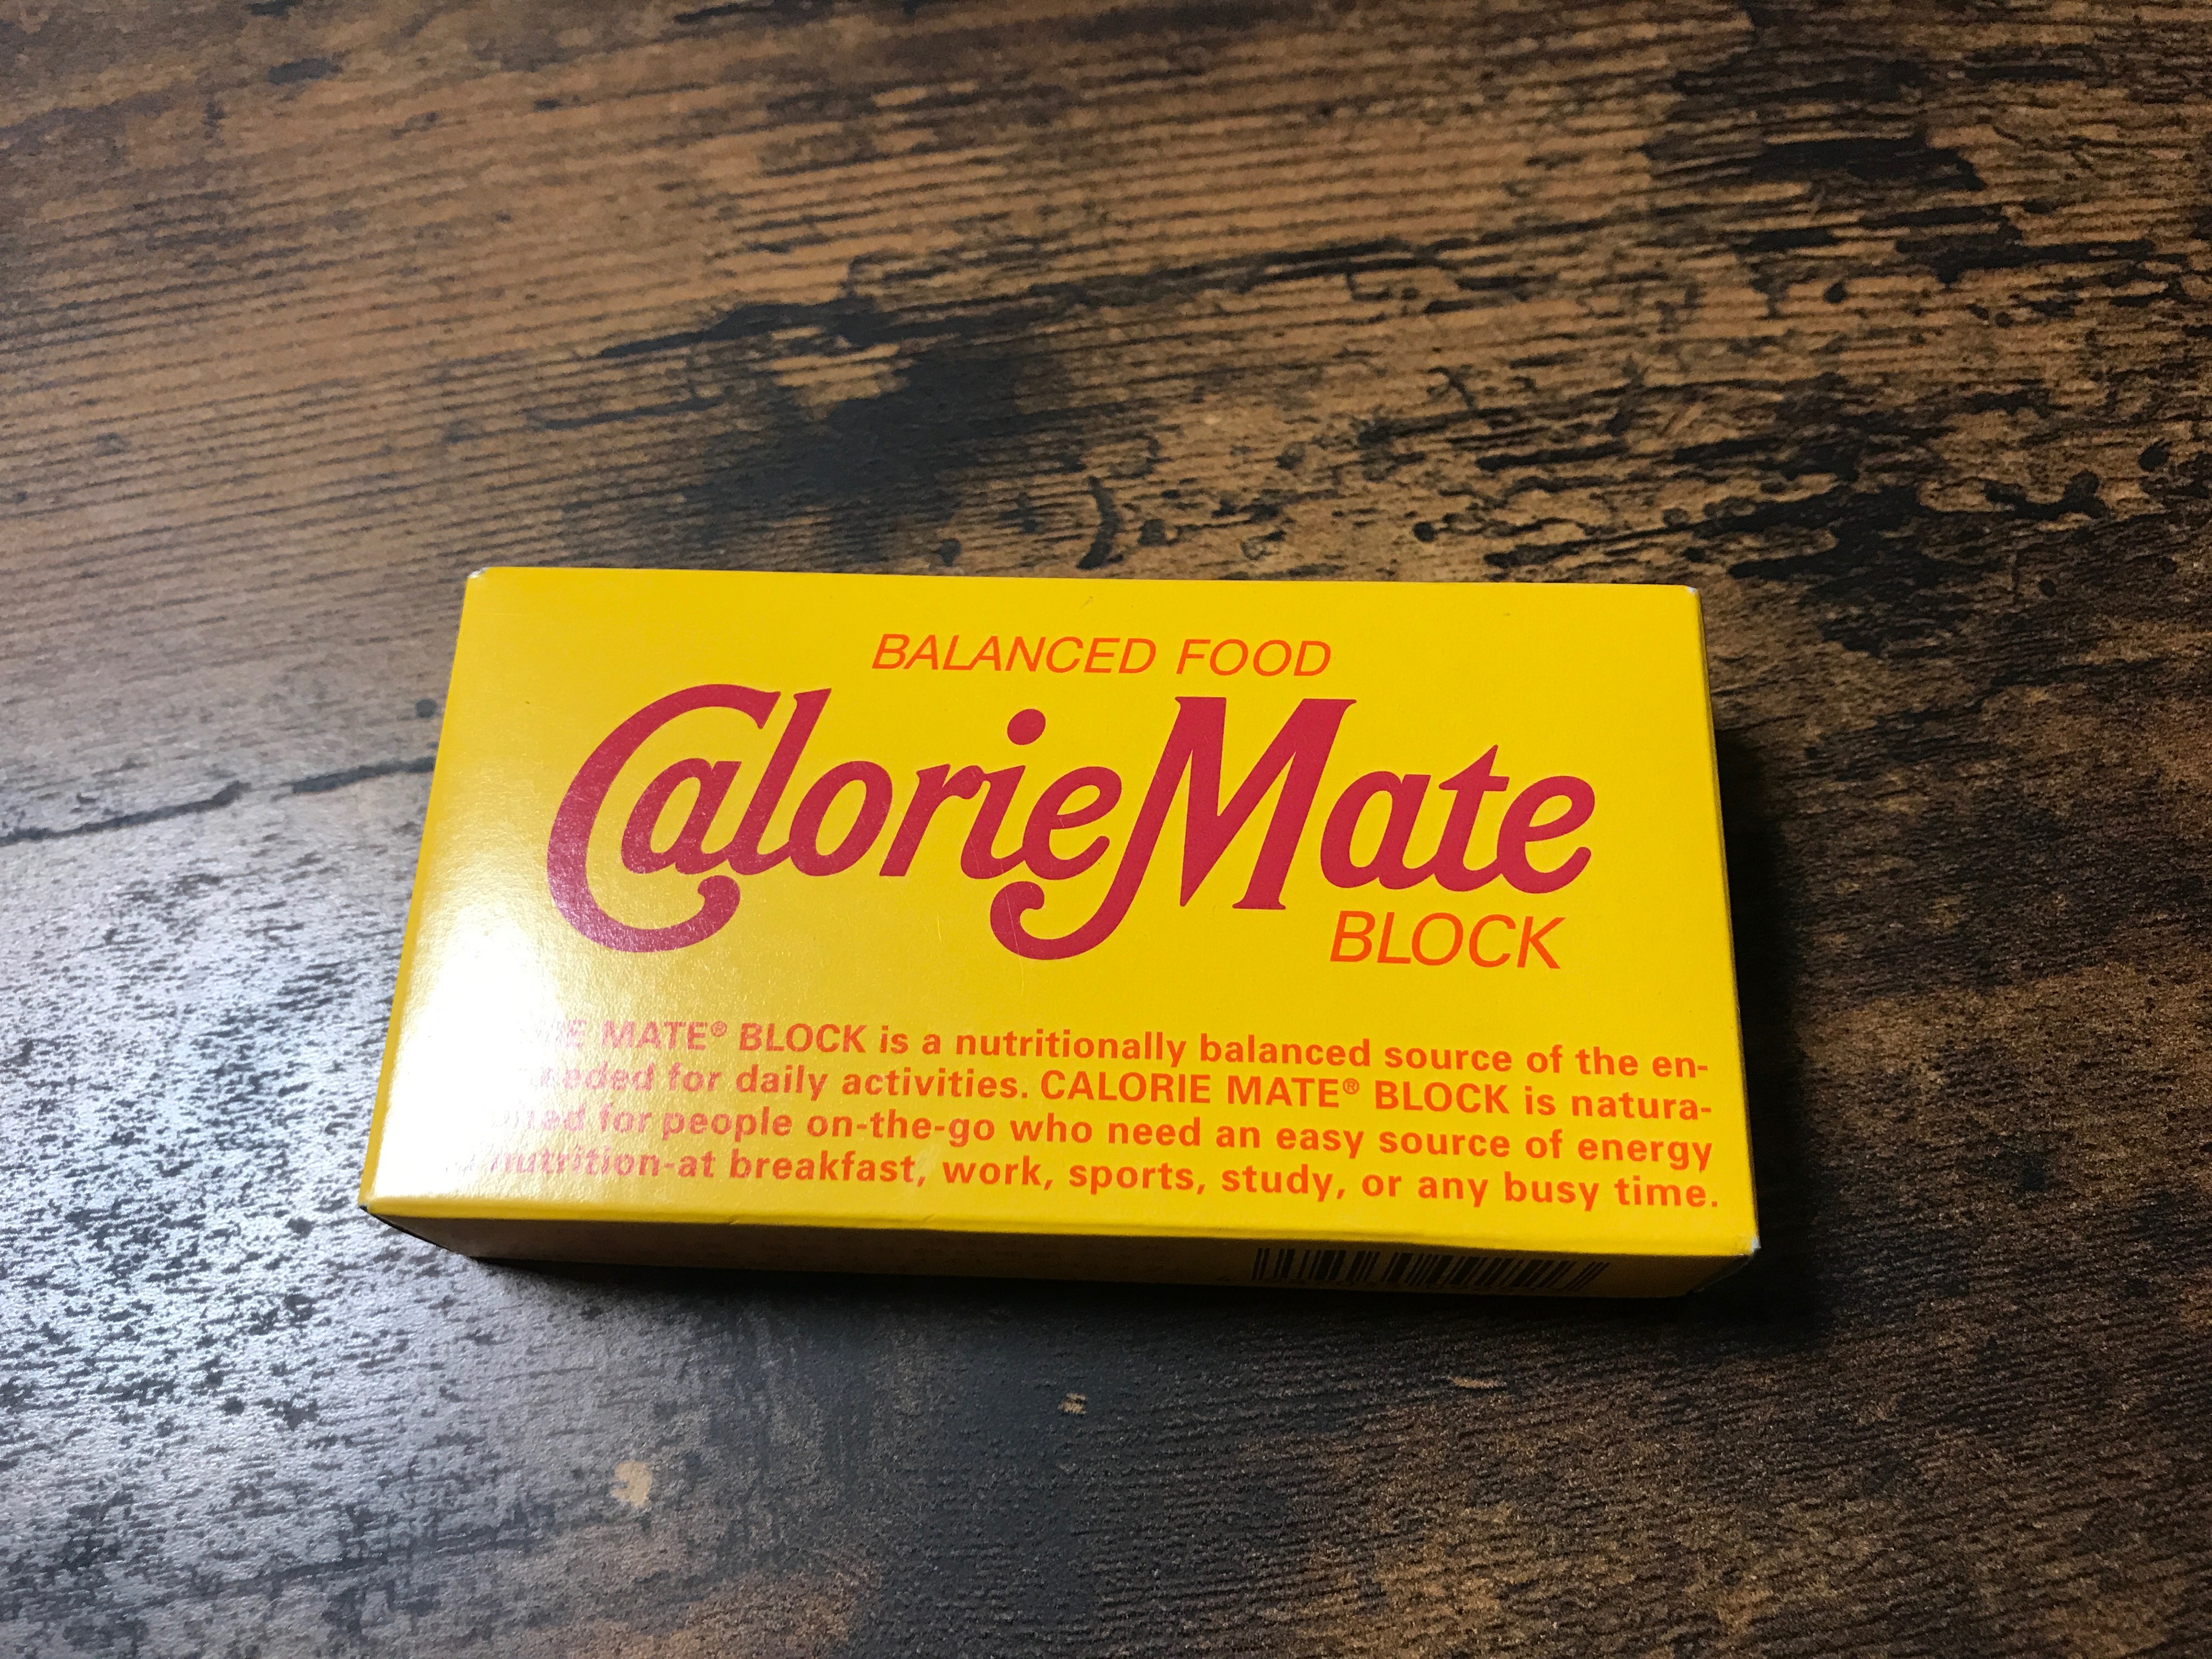 BALANCED FOOD
CalorieMate
BLOCK
MATE® BLOCK is a nutritionally balanced source of the en-
for daily activities. CALORIE MATE® BLOCK is natura-
for people on-the-go who need an easy source of energy
nutrition-at breakfast, work, sports, study, or any busy time.